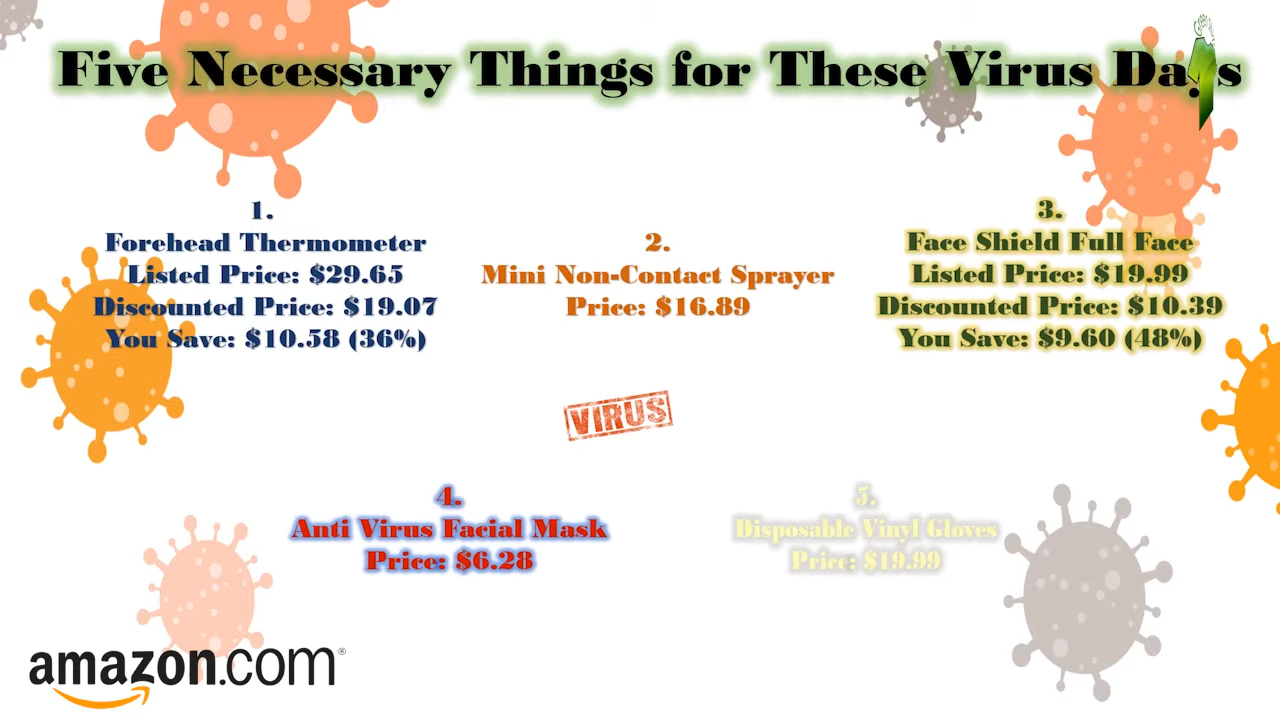 Five Necessary Things for These Virus Days
1.
Forehead Thermometer
Listed Price: $29.65
Discounted Price: $19.07
You Save: $10.58 (36%)
2.
Mini Non-Contact Sprayer
Price: $16.89
3.
Face Shield Full Face
Listed Price: $19.99
Discounted Price: $10.39
You Save: $9.60 (48%)
VIRUS
4.
Anti Virus Facial Mask
Price: $6.28
5.
Disposable Vinyl Gloves
Price: $19.99
amazon.com®